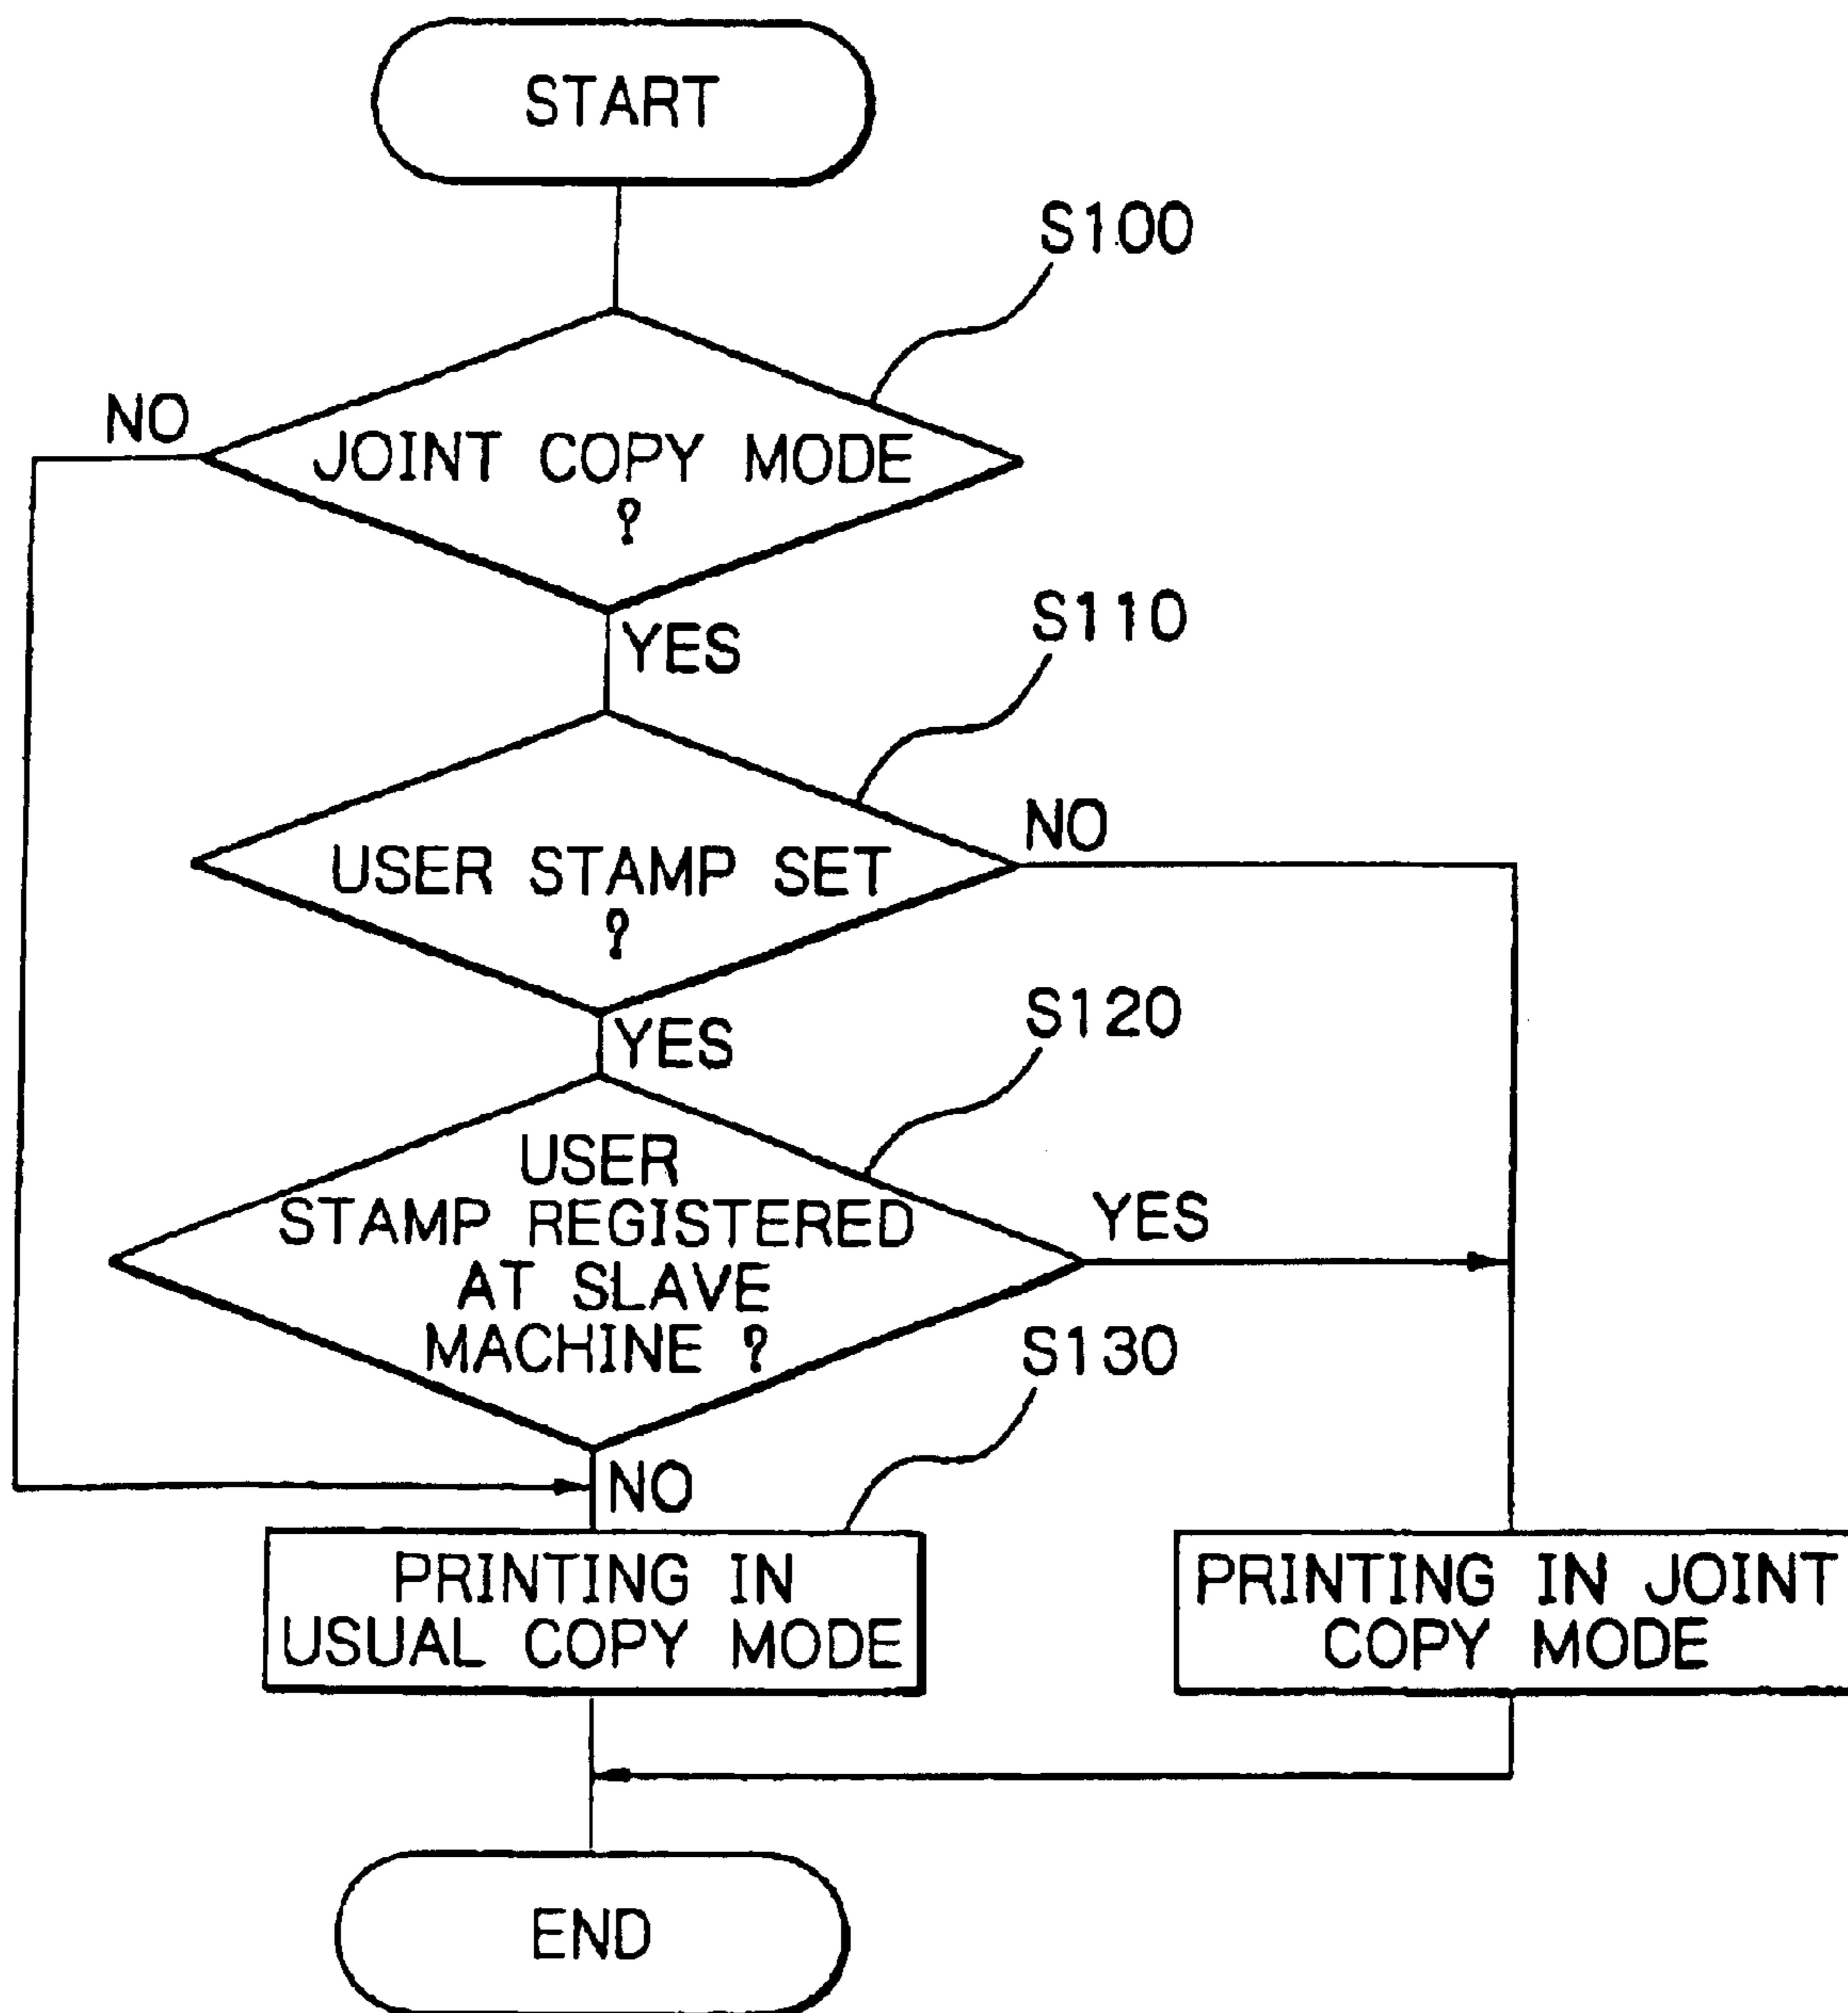 START
S100
NO
JOINT COPY MODE
?
YES
S110
NO
USER STAMP SET
?
YES
S120
USER
STAMP REGISTERED
AT SLAVE
MACHINE ?
YES
S130
NO
PRINTING IN
USUAL COPY MODE
PRINTING IN JOINT
COPY MODE
END